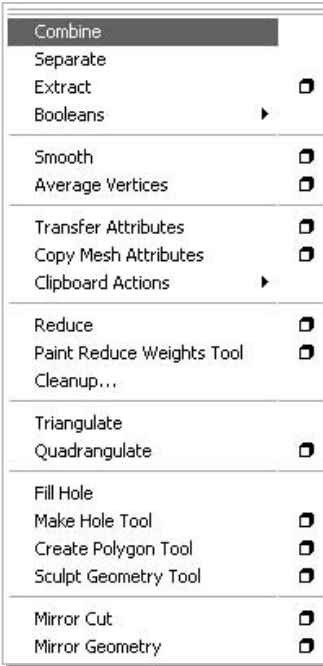 Combine
Separate
Extract
Booleans
Smooth
Average Vertices
Transfer Attributes
Copy Mesh Attributes
Clipboard Actions
Reduce
Paint Reduce Weights Tool
Cleanup...
Triangulate
Quadrangulate
Fill Hole
Make Hole Tool
Create Polygon Tool
Sculpt Geometry Tool
Mirror Cut
Mirror Geometry